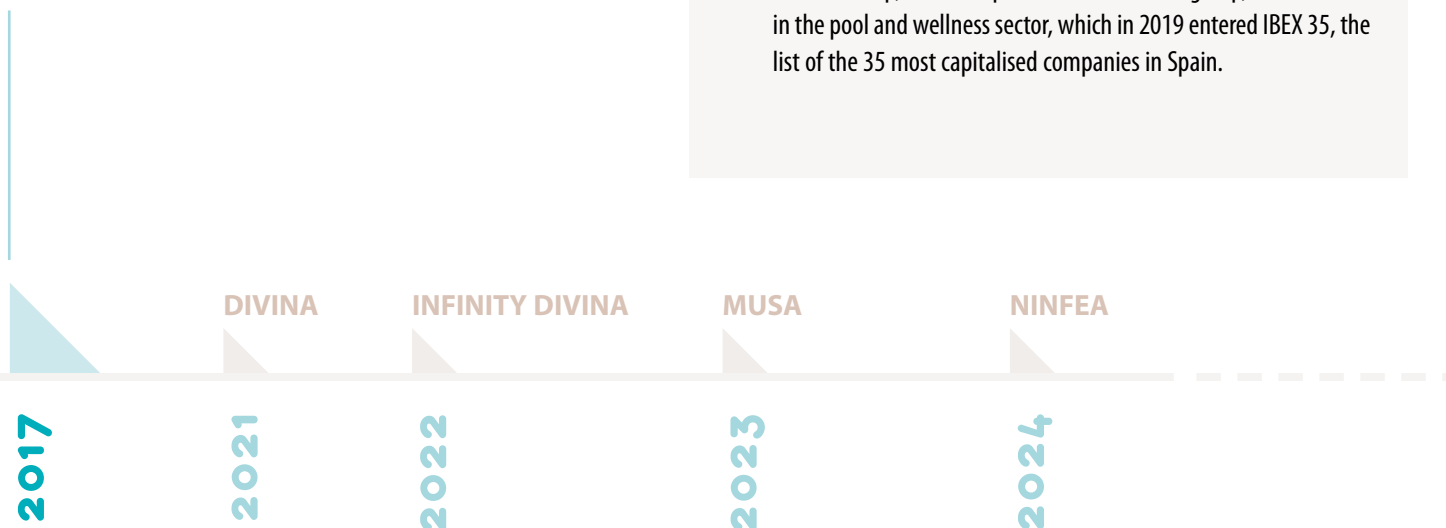 in the pool and wellness sector, which in 2019 entered IBEX 35, the
list of the 35 most capitalised companies in Spain.
DIVINA
INFINITY DIVINA
MUSA
NINFEA
2017
2021
2022
2023
2024